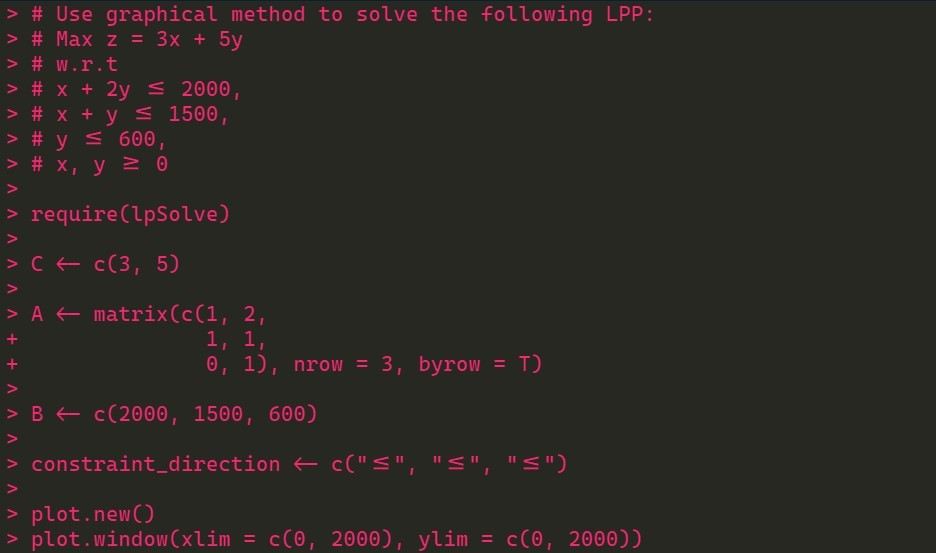 > # Use graphical method to solve the following LPP:
> # Max z = 3x + 5y
> # w.r.t
> # x + 2y ≤ 2000,
> # x + y ≤ 1500,
> # y ≤ 600,
> # x, y ≥ 0
>
> require(lpSolve)
>
> C ← c(3, 5)
>
> A ← matrix(c(1, 2,
+              1, 1,
+              0, 1), nrow = 3, byrow = T)
>
> B ← c(2000, 1500, 600)
>
> constraint_direction ← c("≤", "≤", "≤")
>
> plot.new()
> plot.window(xlim = c(0, 2000), ylim = c(0, 2000))